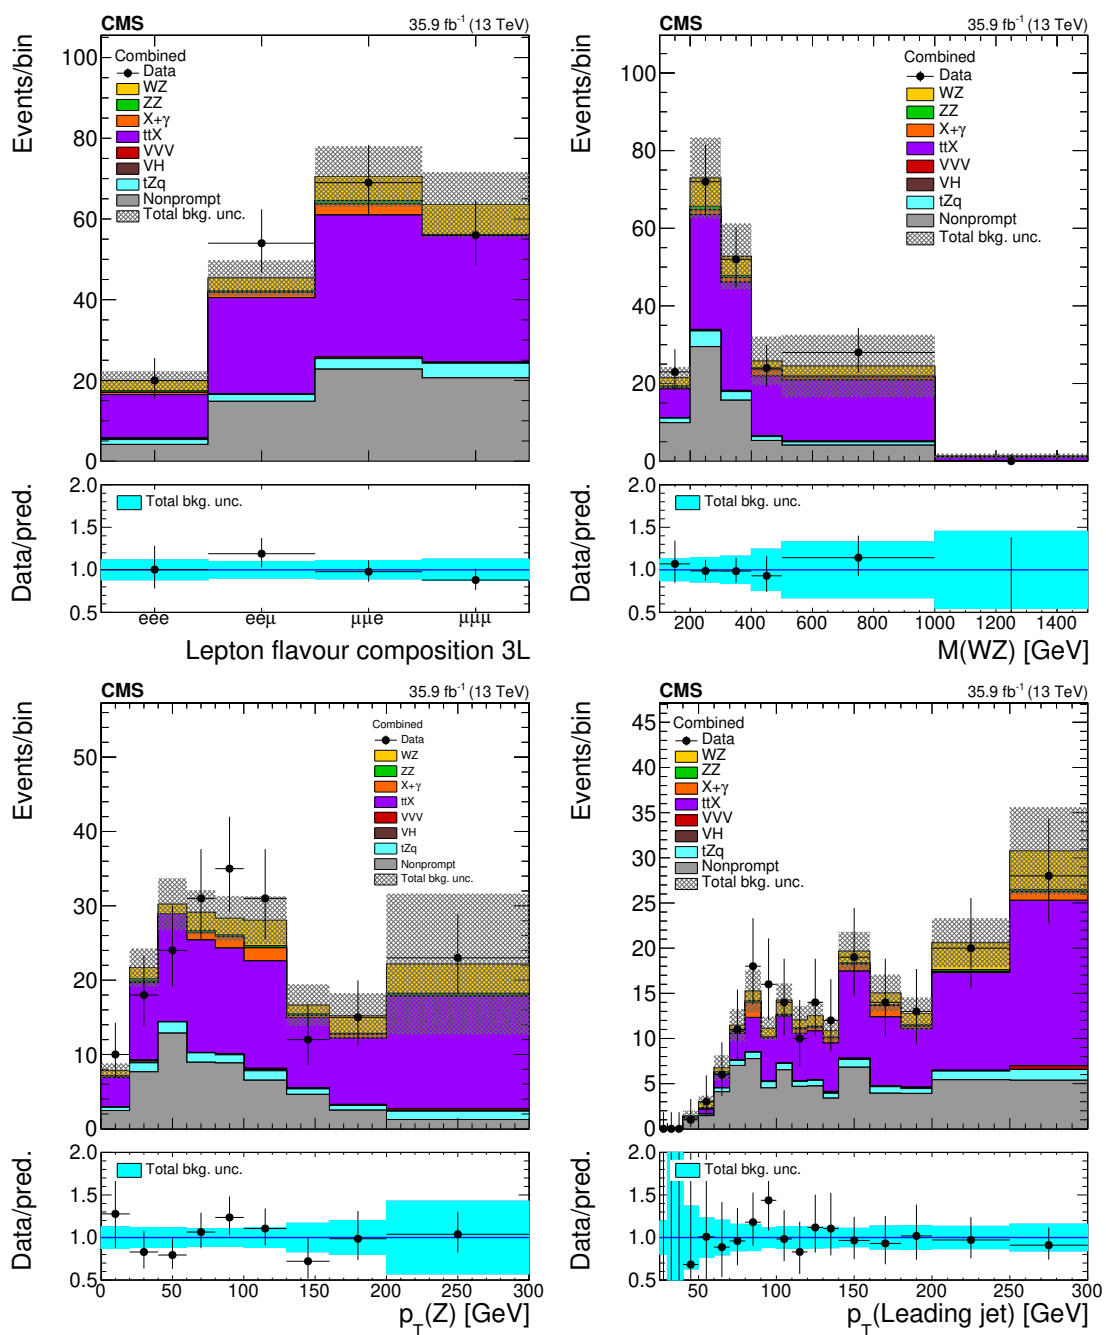 CMS 35.9 fb⁻¹ (13 TeV)
Events/bin
100
80
60
40
20
0
Combined
Data
WZ
ZZ
X+γ
ttX
VVV
VH
tZq
Nonprompt
Total bkg. unc.
Data/pred.
2.0
1.5
1.0
0.5
Total bkg. unc.
eee eeμ μμe μμμ
Lepton flavour composition 3L
CMS 35.9 fb⁻¹ (13 TeV)
Events/bin
100
80
60
40
20
0
Combined
Data
WZ
ZZ
X+γ
ttX
VVV
VH
tZq
Nonprompt
Total bkg. unc.
Data/pred.
2.0
1.5
1.0
0.5
Total bkg. unc.
200 400 600 800 1000 1200 1400
M(WZ) [GeV]
CMS 35.9 fb⁻¹ (13 TeV)
Events/bin
50
40
30
20
10
0
Combined
Data
WZ
ZZ
X+γ
ttX
VVV
VH
tZq
Nonprompt
Total bkg. unc.
Data/pred.
2.0
1.5
1.0
0.5
Total bkg. unc.
0 50 100 150 200 250 300
p_T(Z) [GeV]
CMS 35.9 fb⁻¹ (13 TeV)
Events/bin
45
40
35
30
25
20
15
10
5
0
Combined
Data
WZ
ZZ
X+γ
ttX
VVV
VH
tZq
Nonprompt
Total bkg. unc.
Data/pred.
2.0
1.5
1.0
0.5
Total bkg. unc.
50 100 150 200 250 300
p_T(Leading jet) [GeV]